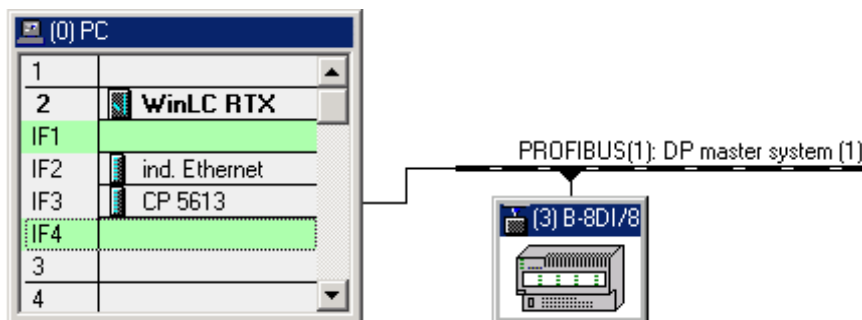 (0) PC
1
2 WinLC RTX
IF1
IF2 ind. Ethernet
IF3 CP 5613
IF4
3
4
PROFIBUS(1): DP master system (1)
(3) B-8DI/8